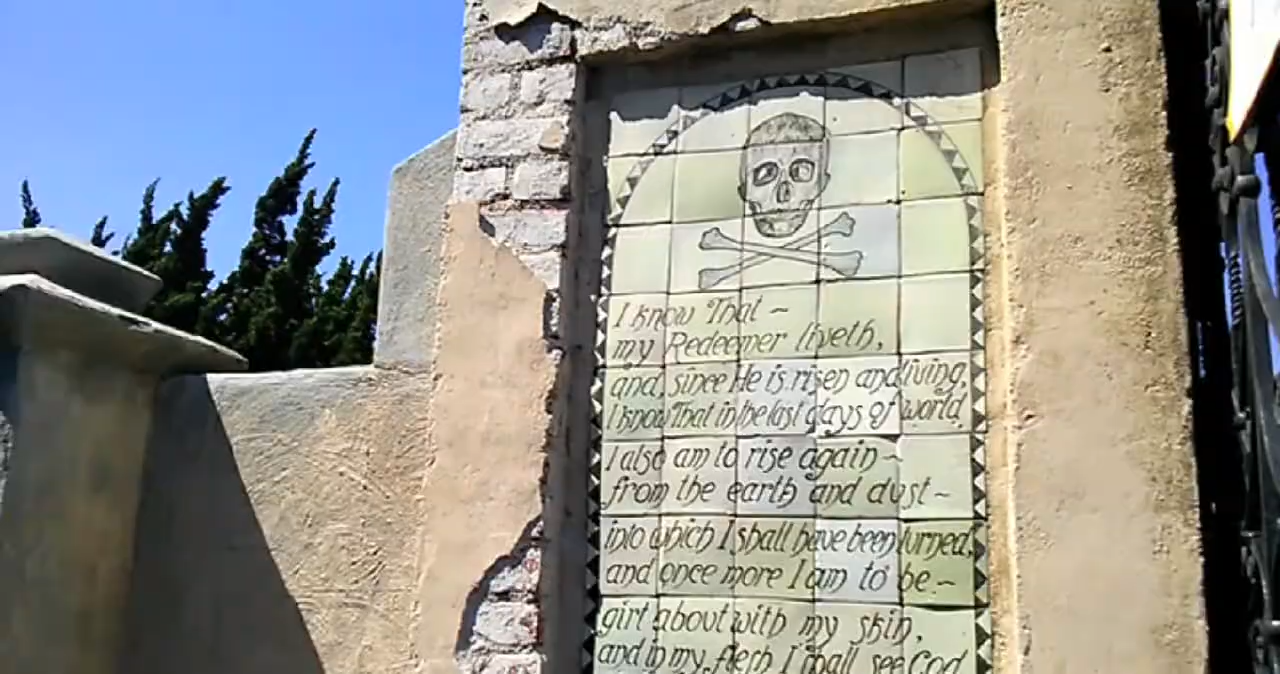 I know That ~
my Redeemer liveth,
and, since He is risen and living,
I know That in the last days of world,
I also am to rise again ~
from the earth and dust ~
into which I shall have been turned,
and once more I am to be ~
girt about with my skin,
and in my flesh I shall see God